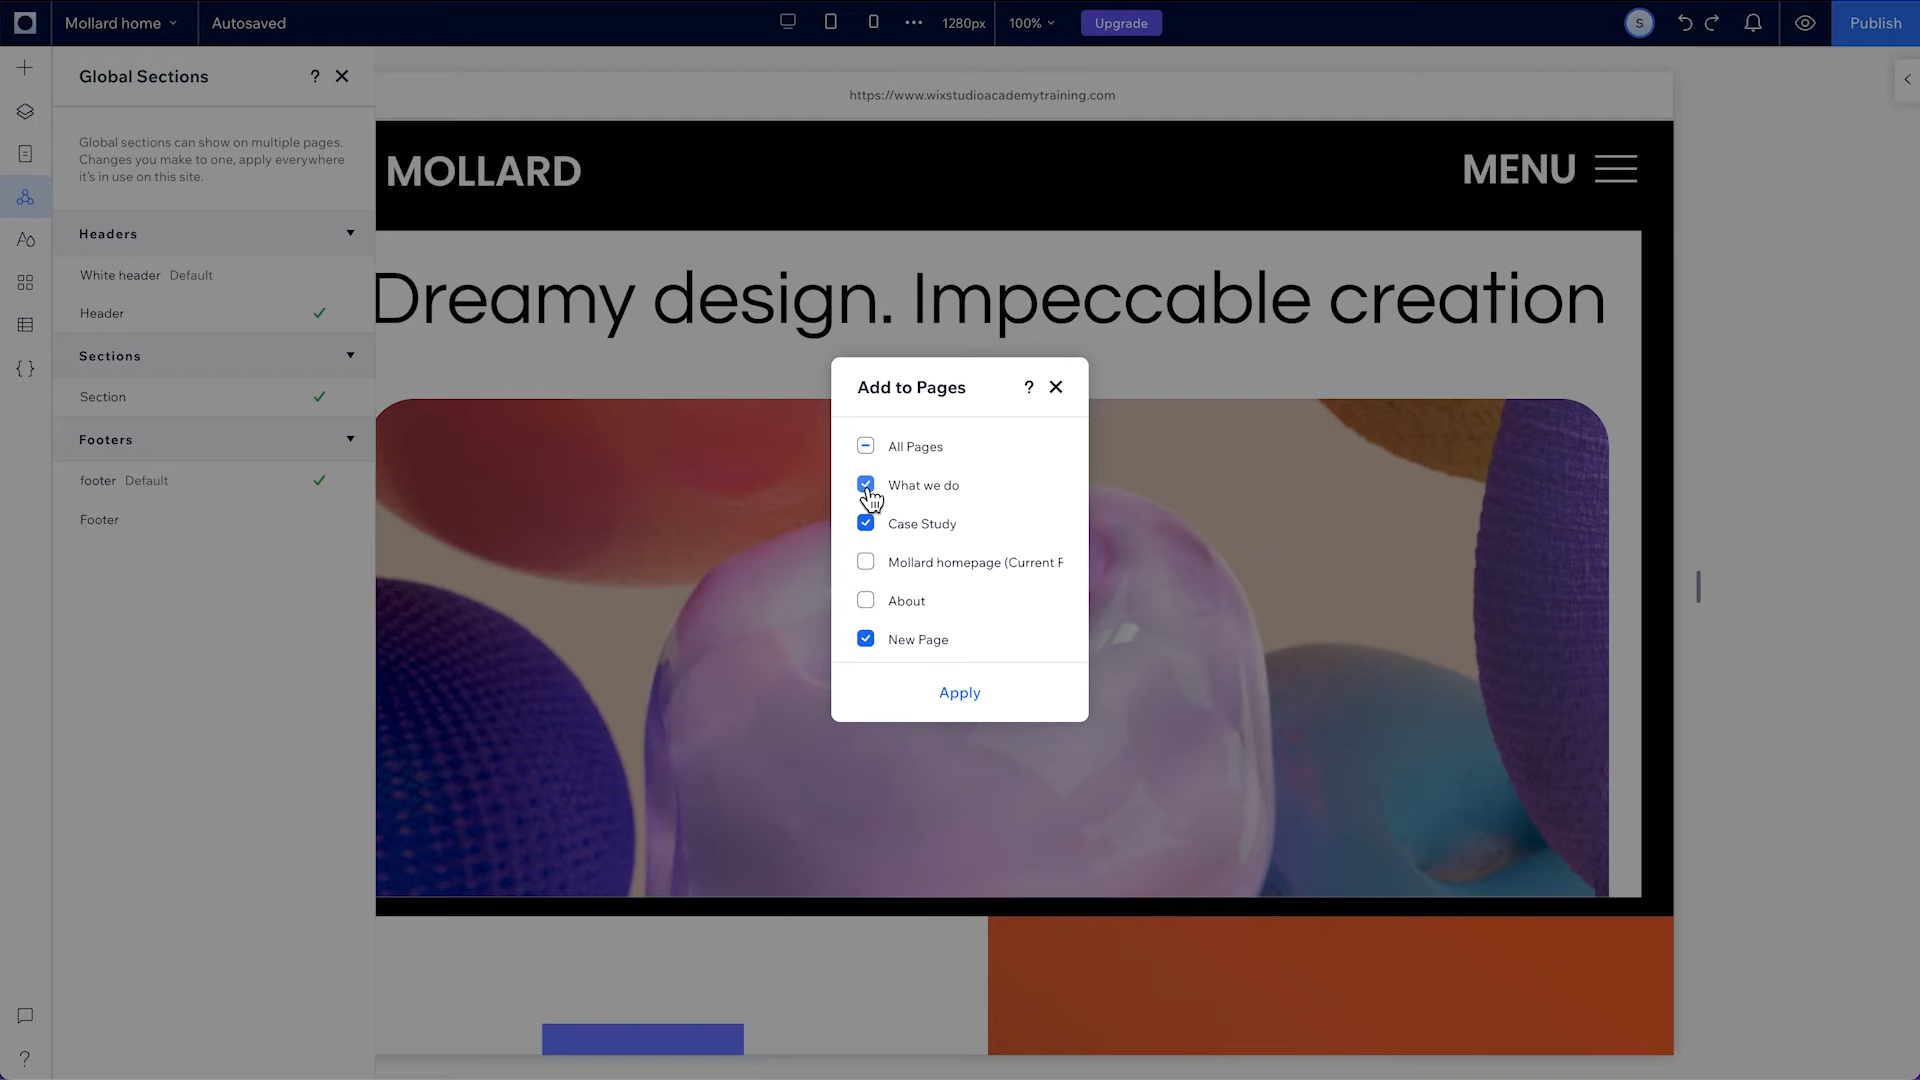 Mollard home
Autosaved
1280px
100%
Upgrade
S
Publish
Global Sections
?
Global sections can show on multiple pages.
Changes you make to one, apply everywhere
it's in use on this site.
Headers
White header Default
Header
Sections
Section
Footers
footer Default
Footer
https://www.wixstudioacademytraining.com
MOLLARD
MENU
Dreamy design. Impeccable creation
Add to Pages
?
All Pages
What we do
Case Study
Mollard homepage (Current P
About
New Page
Apply
?